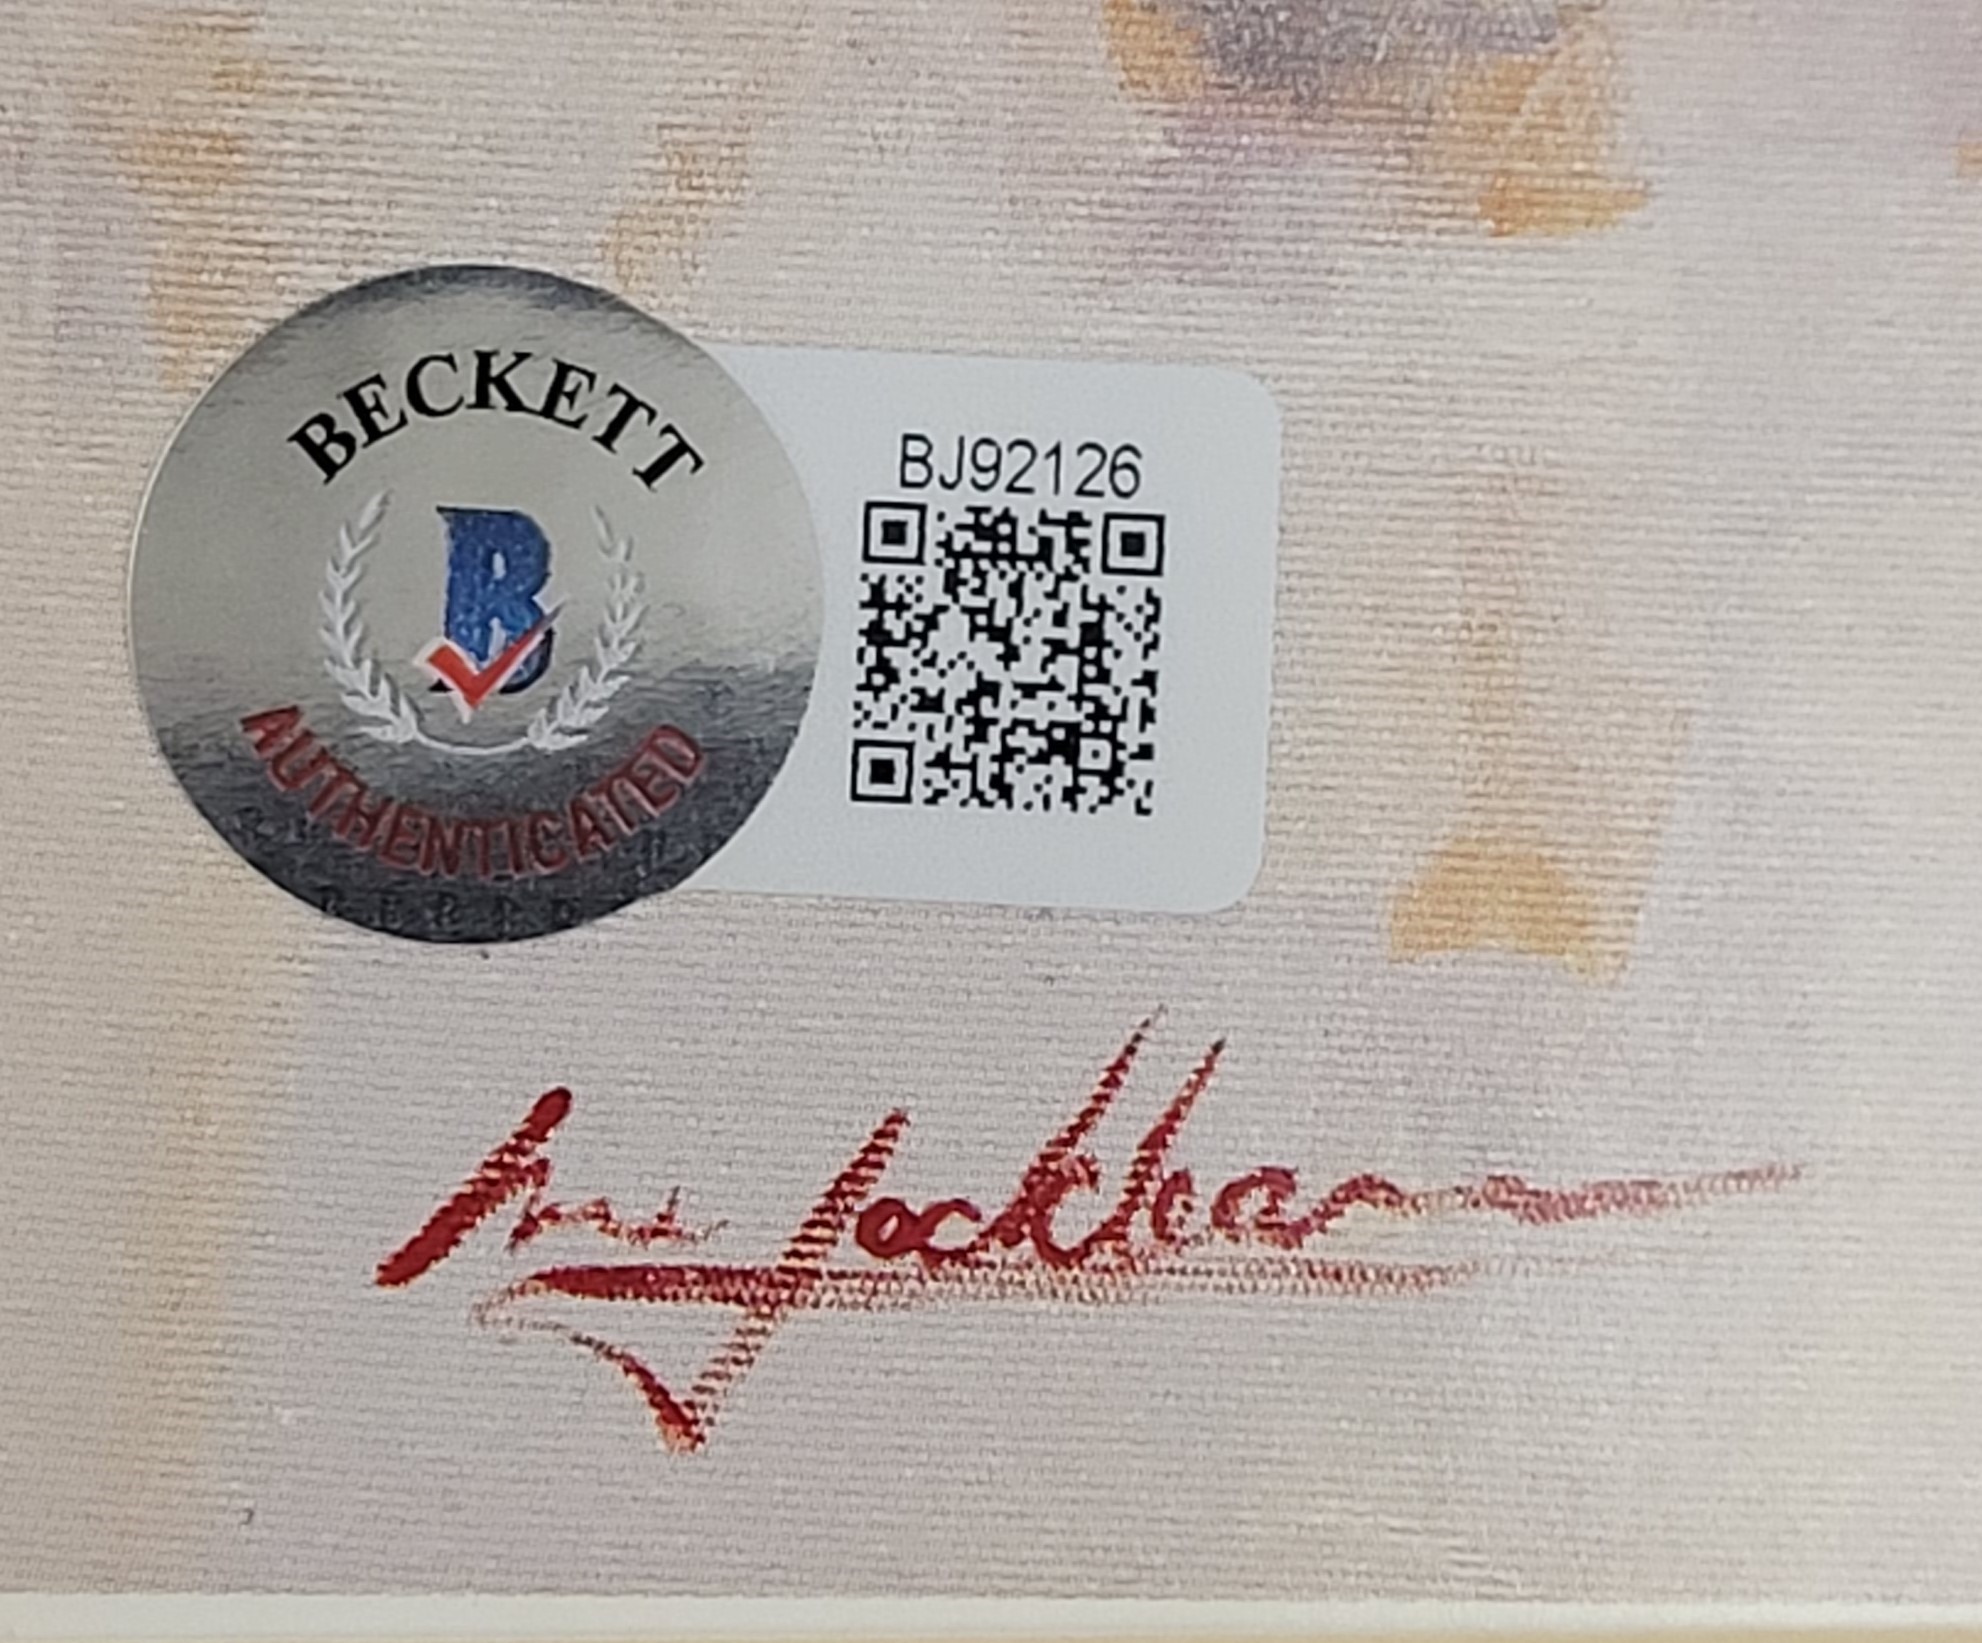 BECKETT
B
AUTHENTICATED
BJ92126